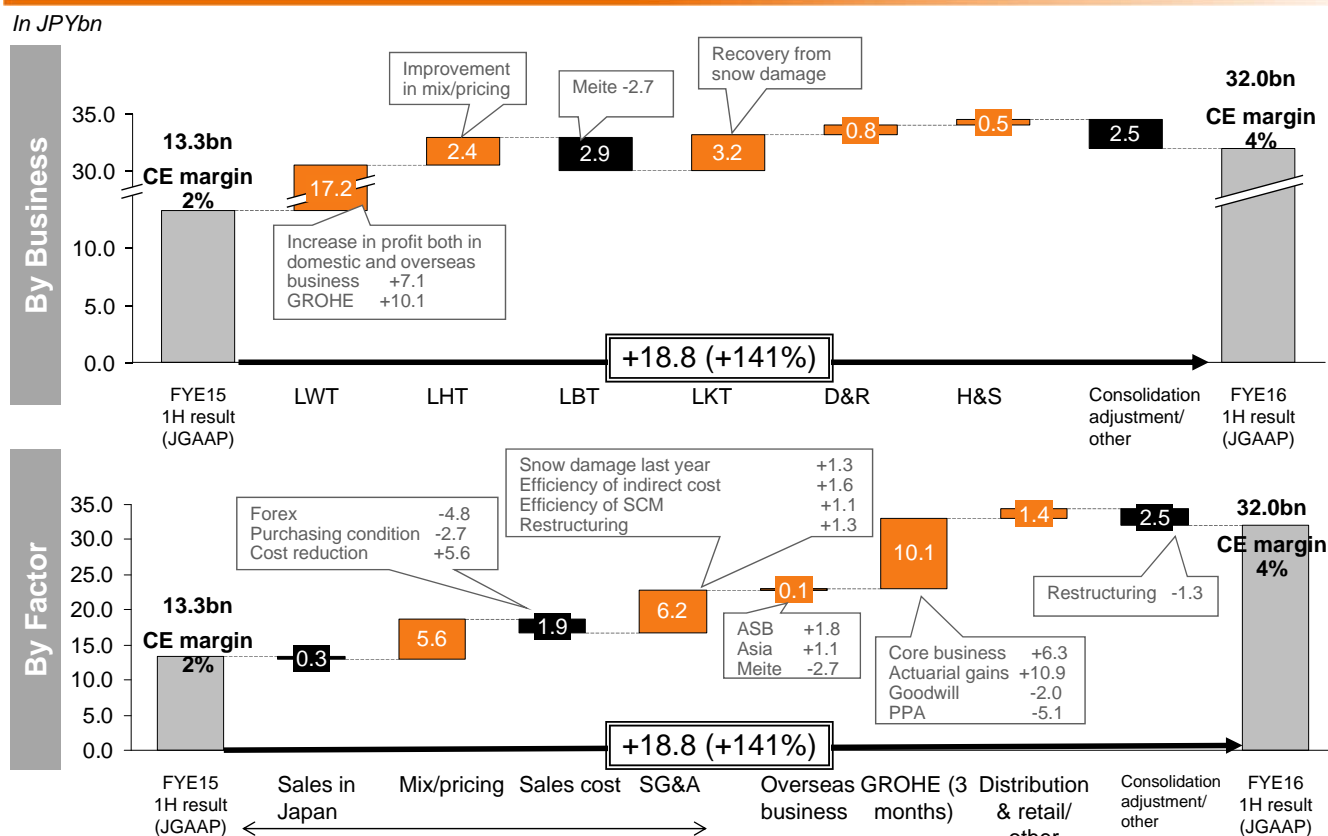 In JPYbn
By Business
35.0
30.0
10.0
5.0
0.0
13.3bn
CE margin
2%
17.2
Increase in profit both in
domestic and overseas
business +7.1
GROHE +10.1
Improvement
in mix/pricing
2.4
Meite -2.7
2.9
Recovery from
snow damage
3.2
0.8
0.5
2.5
32.0bn
CE margin
4%
+18.8 (+141%)
FYE15
1H result
(JGAAP)
LWT
LHT
LBT
LKT
D&R
H&S
Consolidation
adjustment/
other
FYE16
1H result
(JGAAP)
By Factor
35.0
30.0
25.0
20.0
15.0
10.0
5.0
0.0
13.3bn
CE margin
2%
0.3
5.6
Forex -4.8
Purchasing condition -2.7
Cost reduction +5.6
1.9
Snow damage last year +1.3
Efficiency of indirect cost +1.6
Efficiency of SCM +1.1
Restructuring +1.3
6.2
0.1
ASB +1.8
Asia +1.1
Meite -2.7
10.1
Core business +6.3
Actuarial gains +10.9
Goodwill -2.0
PPA -5.1
1.4
2.5
Restructuring -1.3
32.0bn
CE margin
4%
+18.8 (+141%)
FYE15
1H result
(JGAAP)
Sales in
Japan
Mix/pricing
Sales cost
SG&A
Overseas
business
GROHE (3
months)
Distribution
& retail/
other
Consolidation
adjustment/
other
FYE16
1H result
(JGAAP)